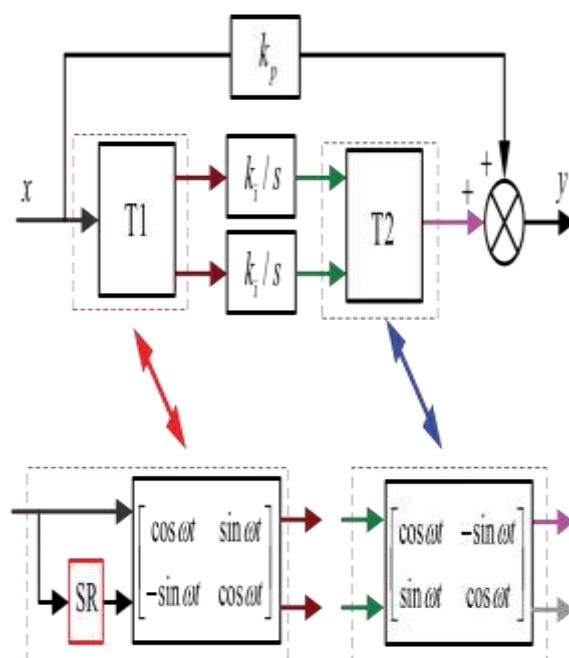 k_p
x
k_i / s
y
T1
T2
k_i / s
+
+
cos ωt sin ωt
-sin ωt cos ωt
SR
cos ωt -sin ωt
sin ωt cos ωt